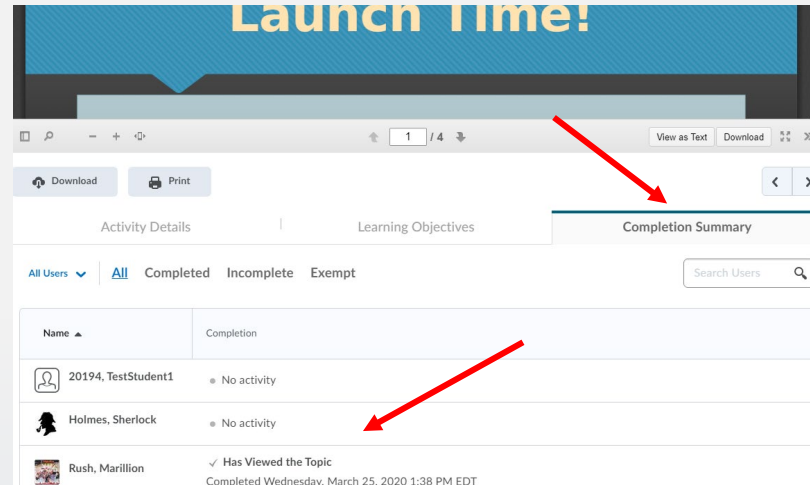 Launch Time!
1 / 4 View as Text Download
Download Print
Activity Details Learning Objectives Completion Summary
All Users All Completed Incomplete Exempt Search Users
Name Completion
20194, TestStudent1 No activity
Holmes, Sherlock No activity
Rush, Marillion Has Viewed the Topic
Completed Wednesday, March 25, 2020 1:38 PM EDT